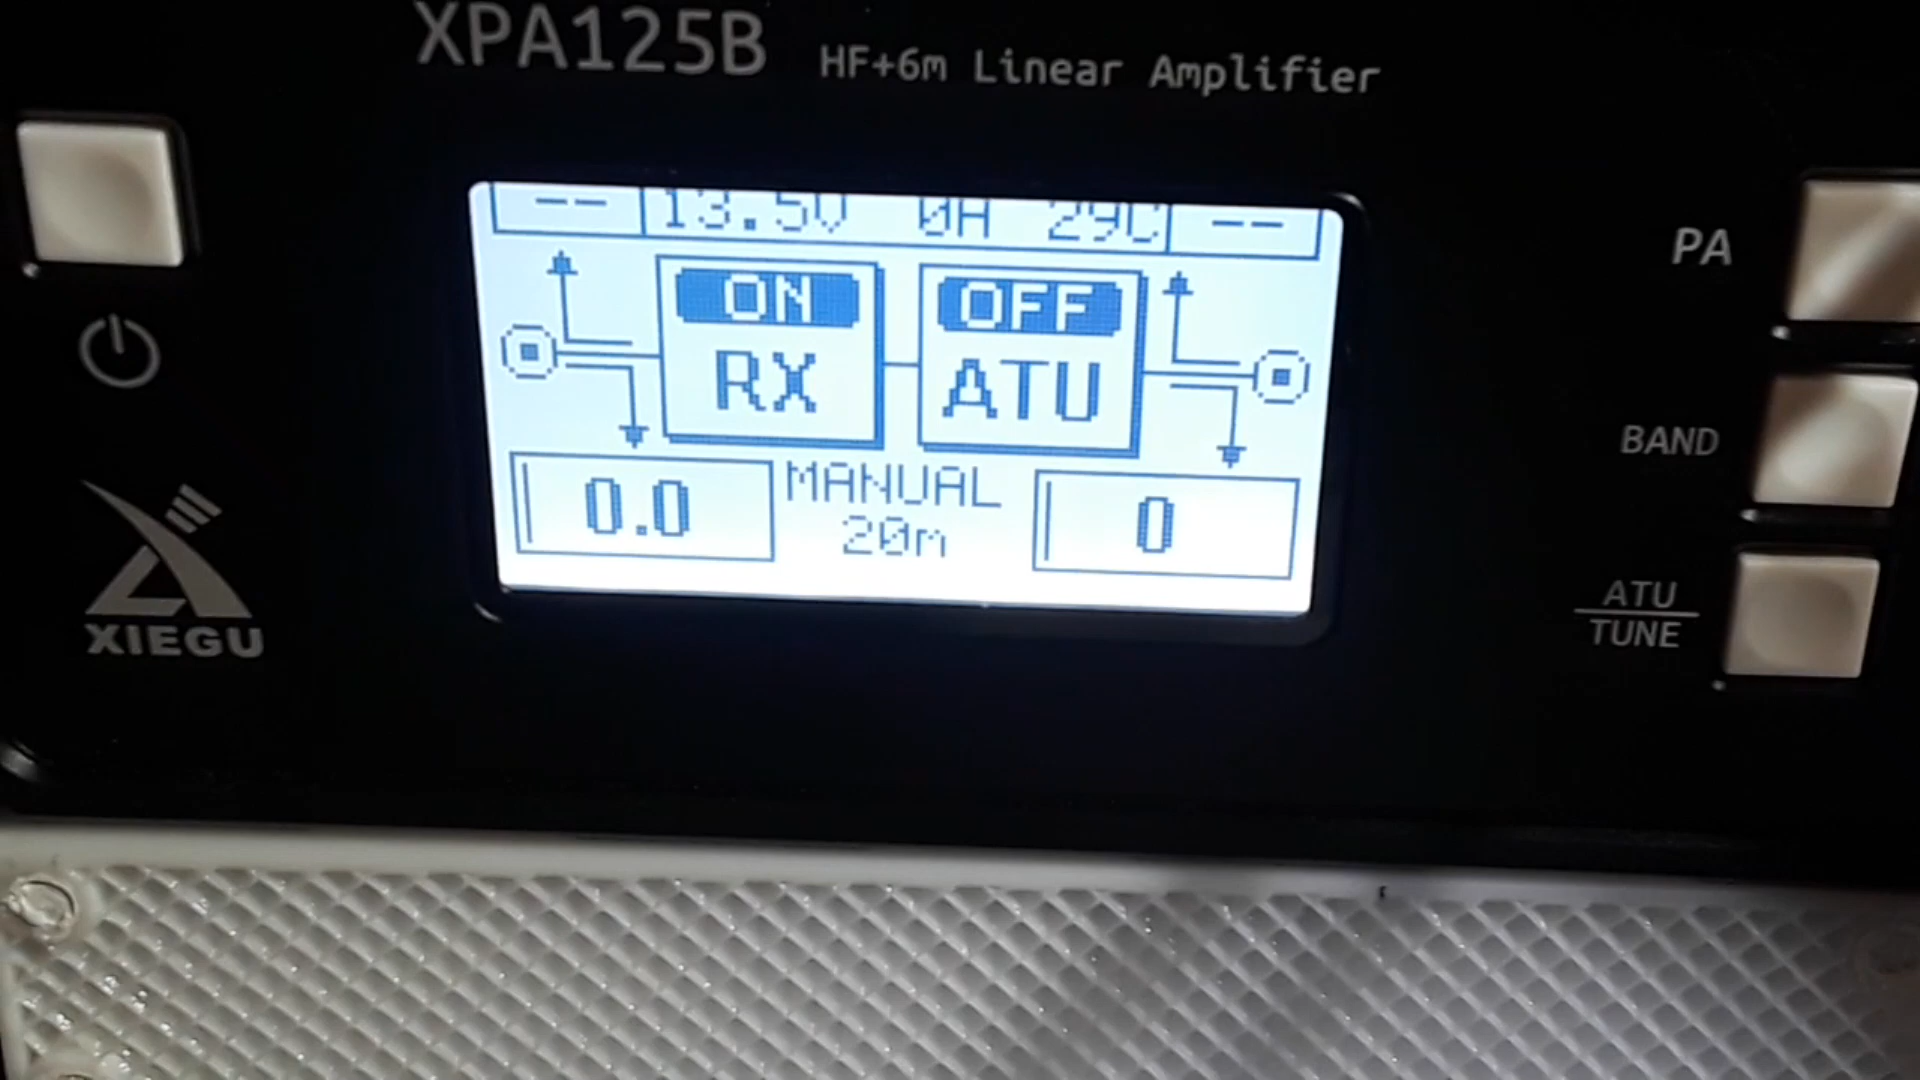 XPA125B HF+6m Linear Amplifier
-- 13.5V 0A 29C --
ON OFF
RX ATU
0.0 MANUAL 0
20m
PA
BAND
ATU
TUNE
XIEGU